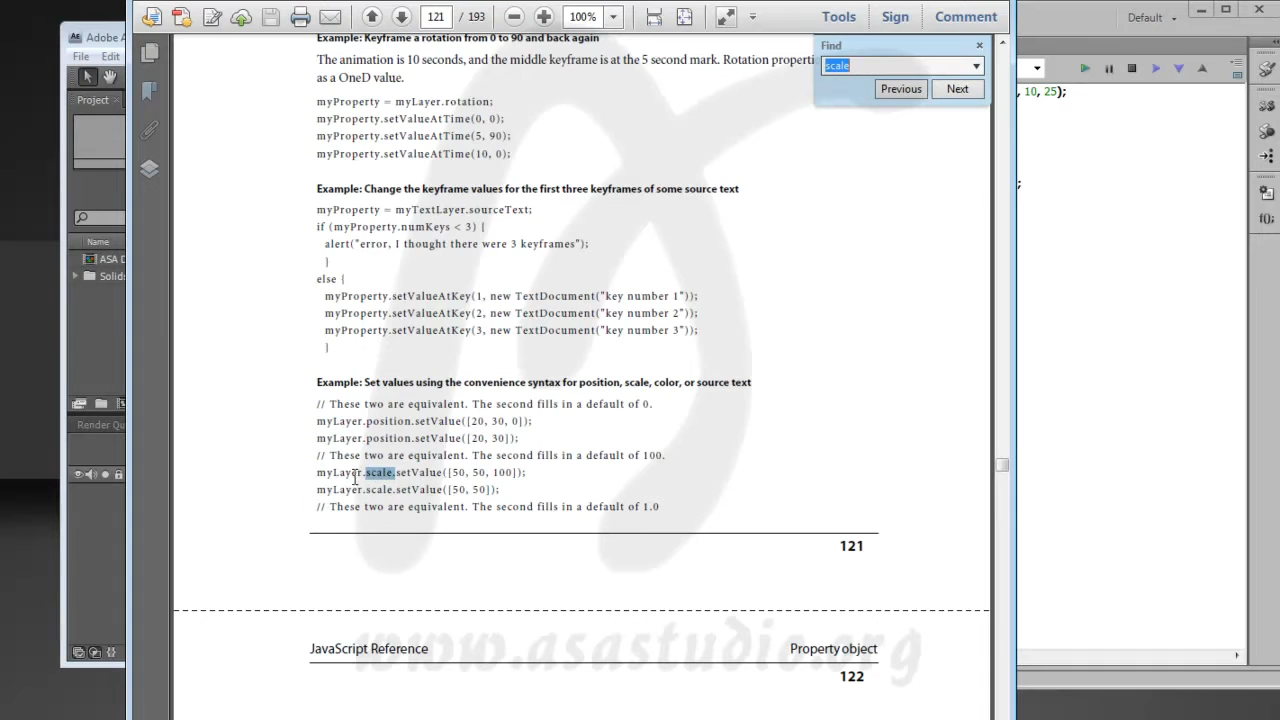 121 / 193
100%
Tools
Sign
Comment
Default
AE Adobe A
File Edit
Project ×
Name
ASA D
Solids
Render Qu
Find
scale
Previous
Next
, 10, 25);
;
f();
Example: Keyframe a rotation from 0 to 90 and back again
The animation is 10 seconds, and the middle keyframe is at the 5 second mark. Rotation properti
as a OneD value.
myProperty = myLayer.rotation;
myProperty.setValueAtTime(0, 0);
myProperty.setValueAtTime(5, 90);
myProperty.setValueAtTime(10, 0);
Example: Change the keyframe values for the first three keyframes of some source text
myProperty = myTextLayer.sourceText;
if (myProperty.numKeys < 3) {
alert("error, I thought there were 3 keyframes");
}
else {
myProperty.setValueAtKey(1, new TextDocument("key number 1"));
myProperty.setValueAtKey(2, new TextDocument("key number 2"));
myProperty.setValueAtKey(3, new TextDocument("key number 3"));
}
Example: Set values using the convenience syntax for position, scale, color, or source text
// These two are equivalent. The second fills in a default of 0.
myLayer.position.setValue([20, 30, 0]);
myLayer.position.setValue([20, 30]);
// These two are equivalent. The second fills in a default of 100.
myLayer.scale.setValue([50, 50, 100]);
myLayer.scale.setValue([50, 50]);
// These two are equivalent. The second fills in a default of 1.0
121
www.asastudio.org
JavaScript Reference
Property object
122